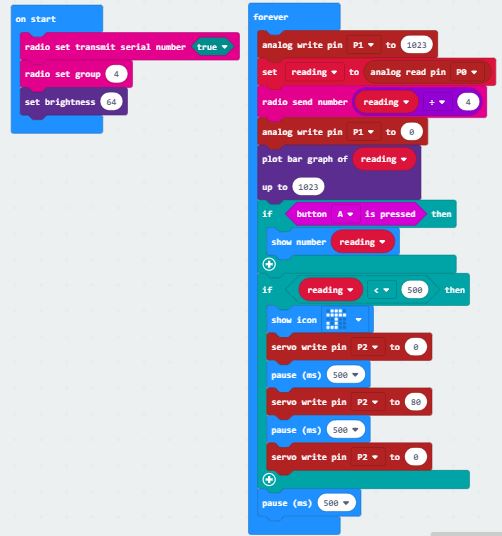 on start
radio set transmit serial number true
radio set group 4
set brightness 64
forever
analog write pin P1 to 1023
set reading to analog read pin P0
radio send number reading ÷ 4
analog write pin P1 to 0
plot bar graph of reading
up to 1023
if button A is pressed then
show number reading
if reading < 500 then
show icon
servo write pin P2 to 0
pause (ms) 500
servo write pin P2 to 80
pause (ms) 500
servo write pin P2 to 0
pause (ms) 500